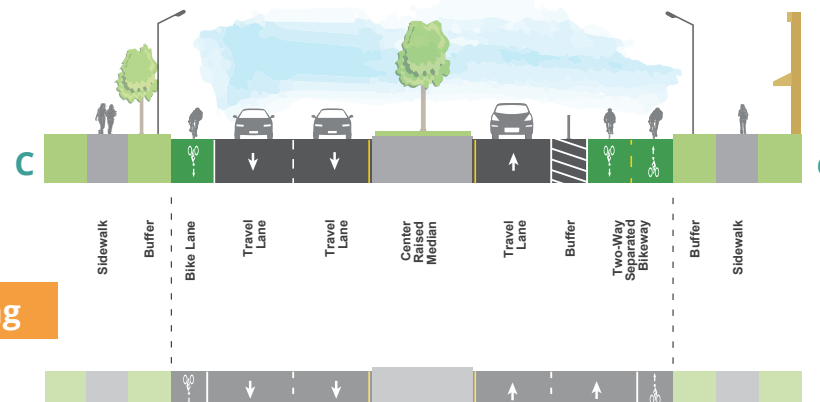 C
Sidewalk
Buffer
Bike Lane
Travel
Lane
Travel
Lane
Center
Raised
Median
Travel
Lane
Buffer
Two-Way
Separated
Bikeway
Buffer
Sidewalk